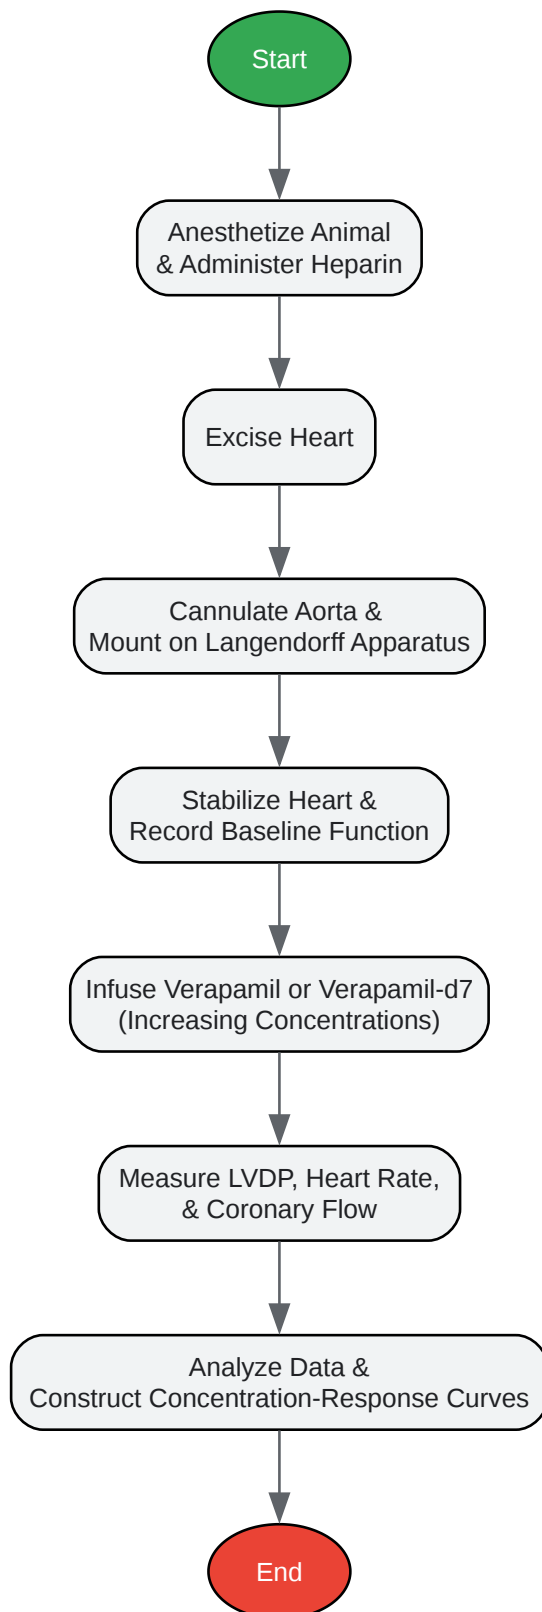 Start
Anesthetize Animal
& Administer Heparin
Excise Heart
Cannulate Aorta &
Mount on Langendorff Apparatus
Stabilize Heart &
Record Baseline Function
Infuse Verapamil or Verapamil-d7
(Increasing Concentrations)
Measure LVDP, Heart Rate,
& Coronary Flow
Analyze Data &
Construct Concentration-Response Curves
End